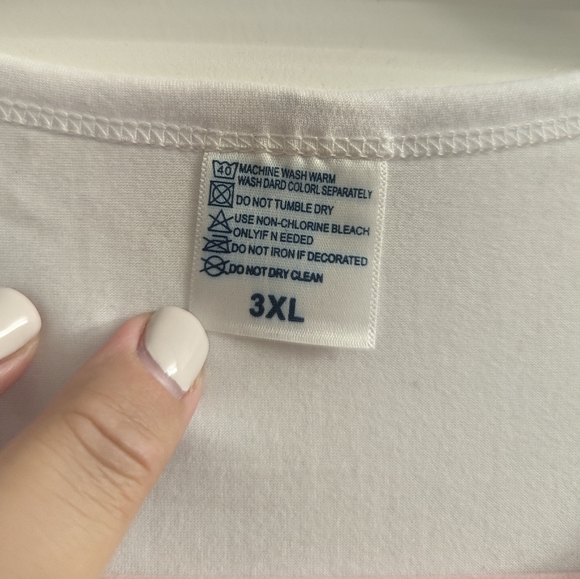 40 MACHINE WASH WARM
WASH DARD COLORL SEPARATELY
DO NOT TUMBLE DRY
USE NON-CHLORINE BLEACH
ONLYIF N EEDED
DO NOT IRON IF DECORATED
DO NOT DRY CLEAN
3XL